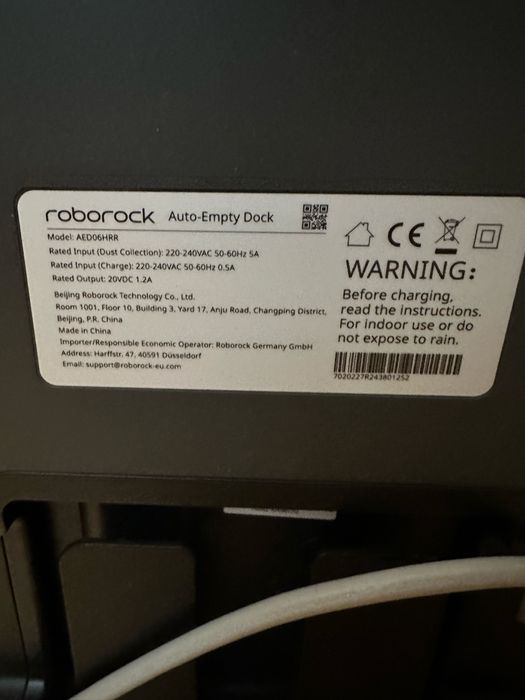 roborock Auto-Empty Dock
Model: AED06HRR
Rated Input (Dust Collection): 220-240VAC 50-60Hz 5A
Rated Input (Charge): 220-240VAC 50-60Hz 0.5A
Rated Output: 20VDC 1.2A
Beijing Roborock Technology Co., Ltd.
Room 1001, Floor 10, Building 3, Yard 17, Anju Road, Changping District,
Beijing, P.R. China
Made in China
Importer/Responsible Economic Operator: Roborock Germany GmbH
Address: Harffstr. 47, 40591 Düsseldorf
Email: support@roborock-eu.com
CE
WARNING:
Before charging,
read the instructions.
For indoor use or do
not expose to rain.
7020227R24380125Z